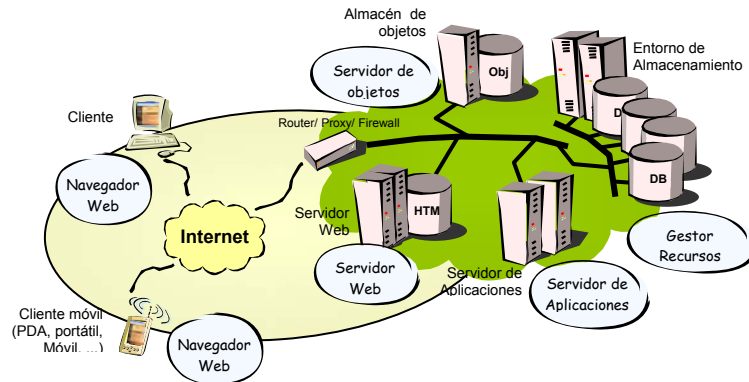 Almacén de
objetos
Servidor de
objetos
Obj
Entorno de
Almacenamiento
DB
Cliente
Router/ Proxy/ Firewall
Navegador
Web
Internet
Servidor
Web
HTM
Servidor
Web
Servidor de
Aplicaciones
Servidor de
Aplicaciones
Gestor
Recursos
Cliente móvil
(PDA, portátil,
Móvil, ...)
Navegador
Web